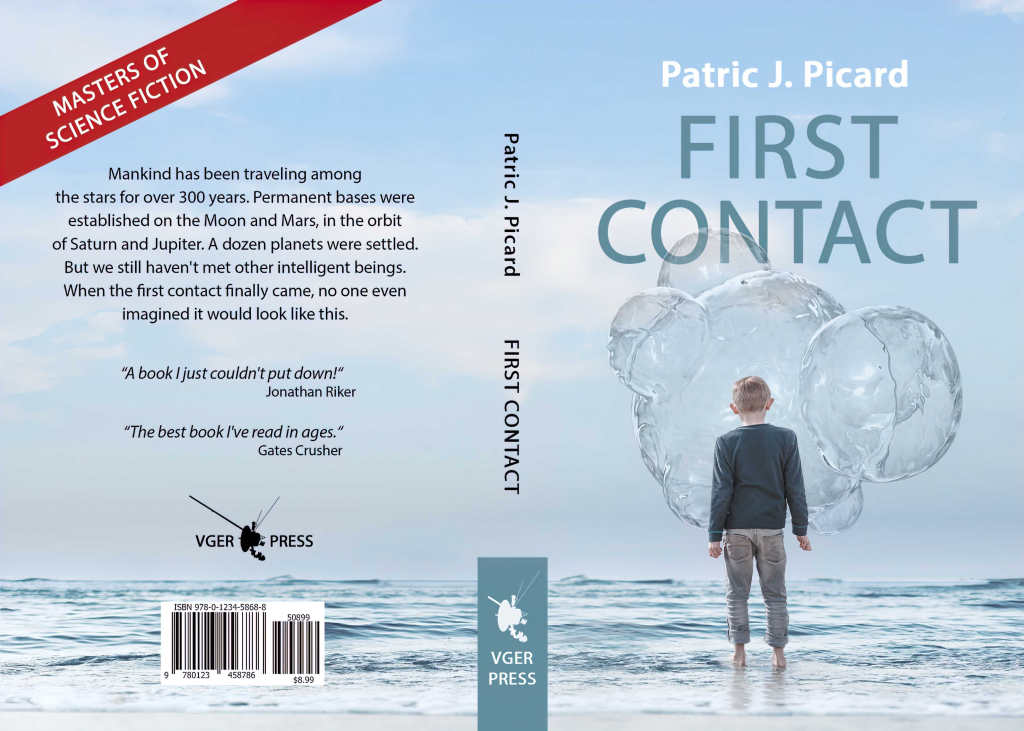 MASTERS OF
SCIENCE FICTION
Mankind has been traveling among
the stars for over 300 years. Permanent bases were
established on the Moon and Mars, in the orbit
of Saturn and Jupiter. A dozen planets were settled.
But we still haven't met other intelligent beings.
When the first contact finally came, no one even
imagined it would look like this.
“A book I just couldn't put down!“
Jonathan Riker
“The best book I've read in ages.“
Gates Crusher
VGER PRESS
ISBN 978-0-1234-5868-8
50899
9 780123 458786
$8.99
Patric J. Picard
FIRST CONTACT
VGER
PRESS
Patric J. Picard
FIRST
CONTACT